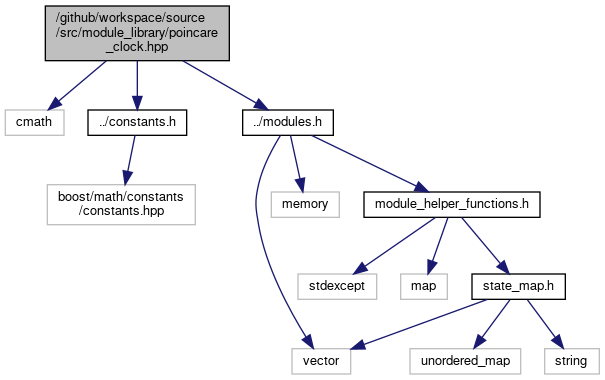 /github/workspace/source
/src/module_library/poincare
_clock.hpp
cmath
../constants.h
../modules.h
boost/math/constants
/constants.hpp
memory
module_helper_functions.h
stdexcept
map
state_map.h
vector
unordered_map
string